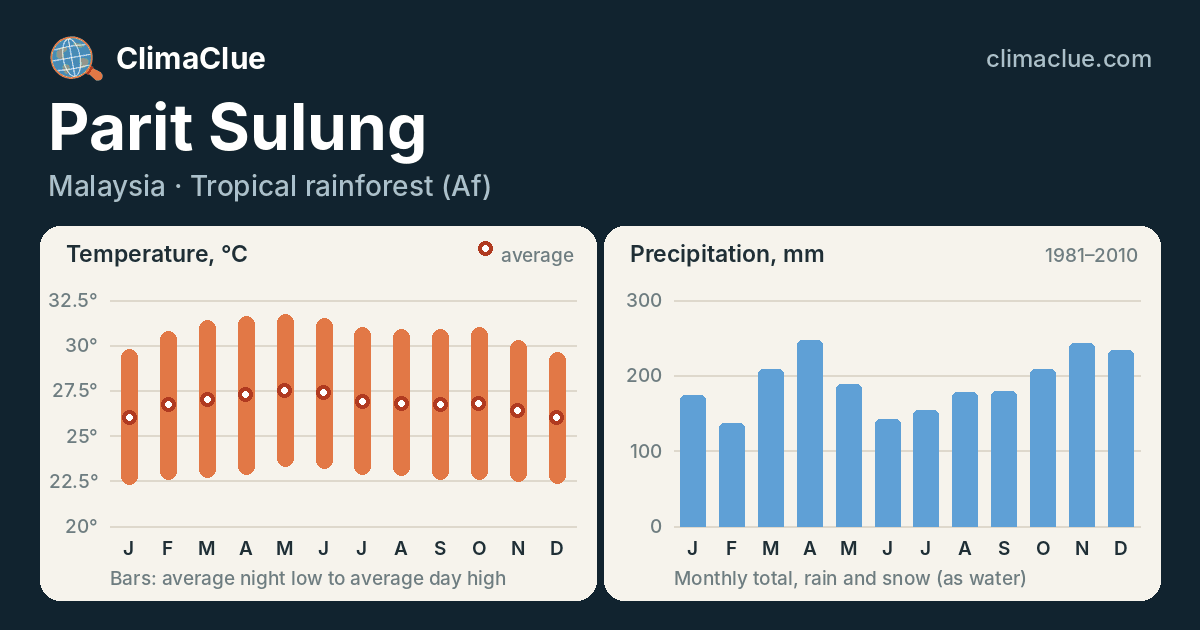 ClimaClue
climaclue.com
Parit Sulung
Malaysia · Tropical rainforest (Af)
Temperature, °C
average
32.5°
30°
27.5°
25°
22.5°
20°
J F M A M J J A S O N D
Bars: average night low to average day high
Precipitation, mm
1981–2010
300
200
100
0
J F M A M J J A S O N D
Monthly total, rain and snow (as water)